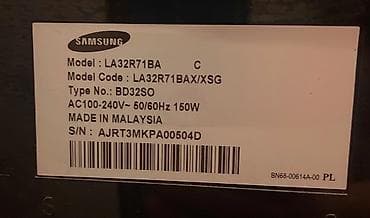 SAMSUNG
Model : LA32R71BA C
Model Code : LA32R71BAX/XSG
Type No.: BD32SO
AC100-240V~ 50/60Hz 150W
MADE IN MALAYSIA
S/N : AJRT3MKPA00504D
BN68-00614A-00 PL